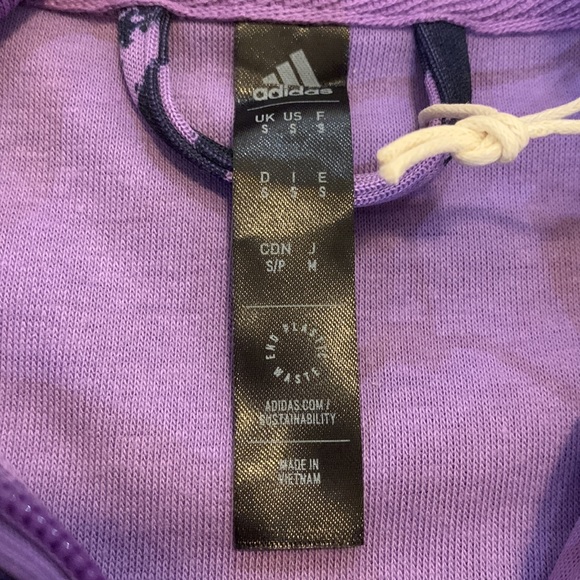 adidas
UK US F
S S S
D I E
S S S
CDN J
S/P M
END PLASTIC WASTE
ADIDAS.COM/
SUSTAINABILITY
MADE IN
VIETNAM